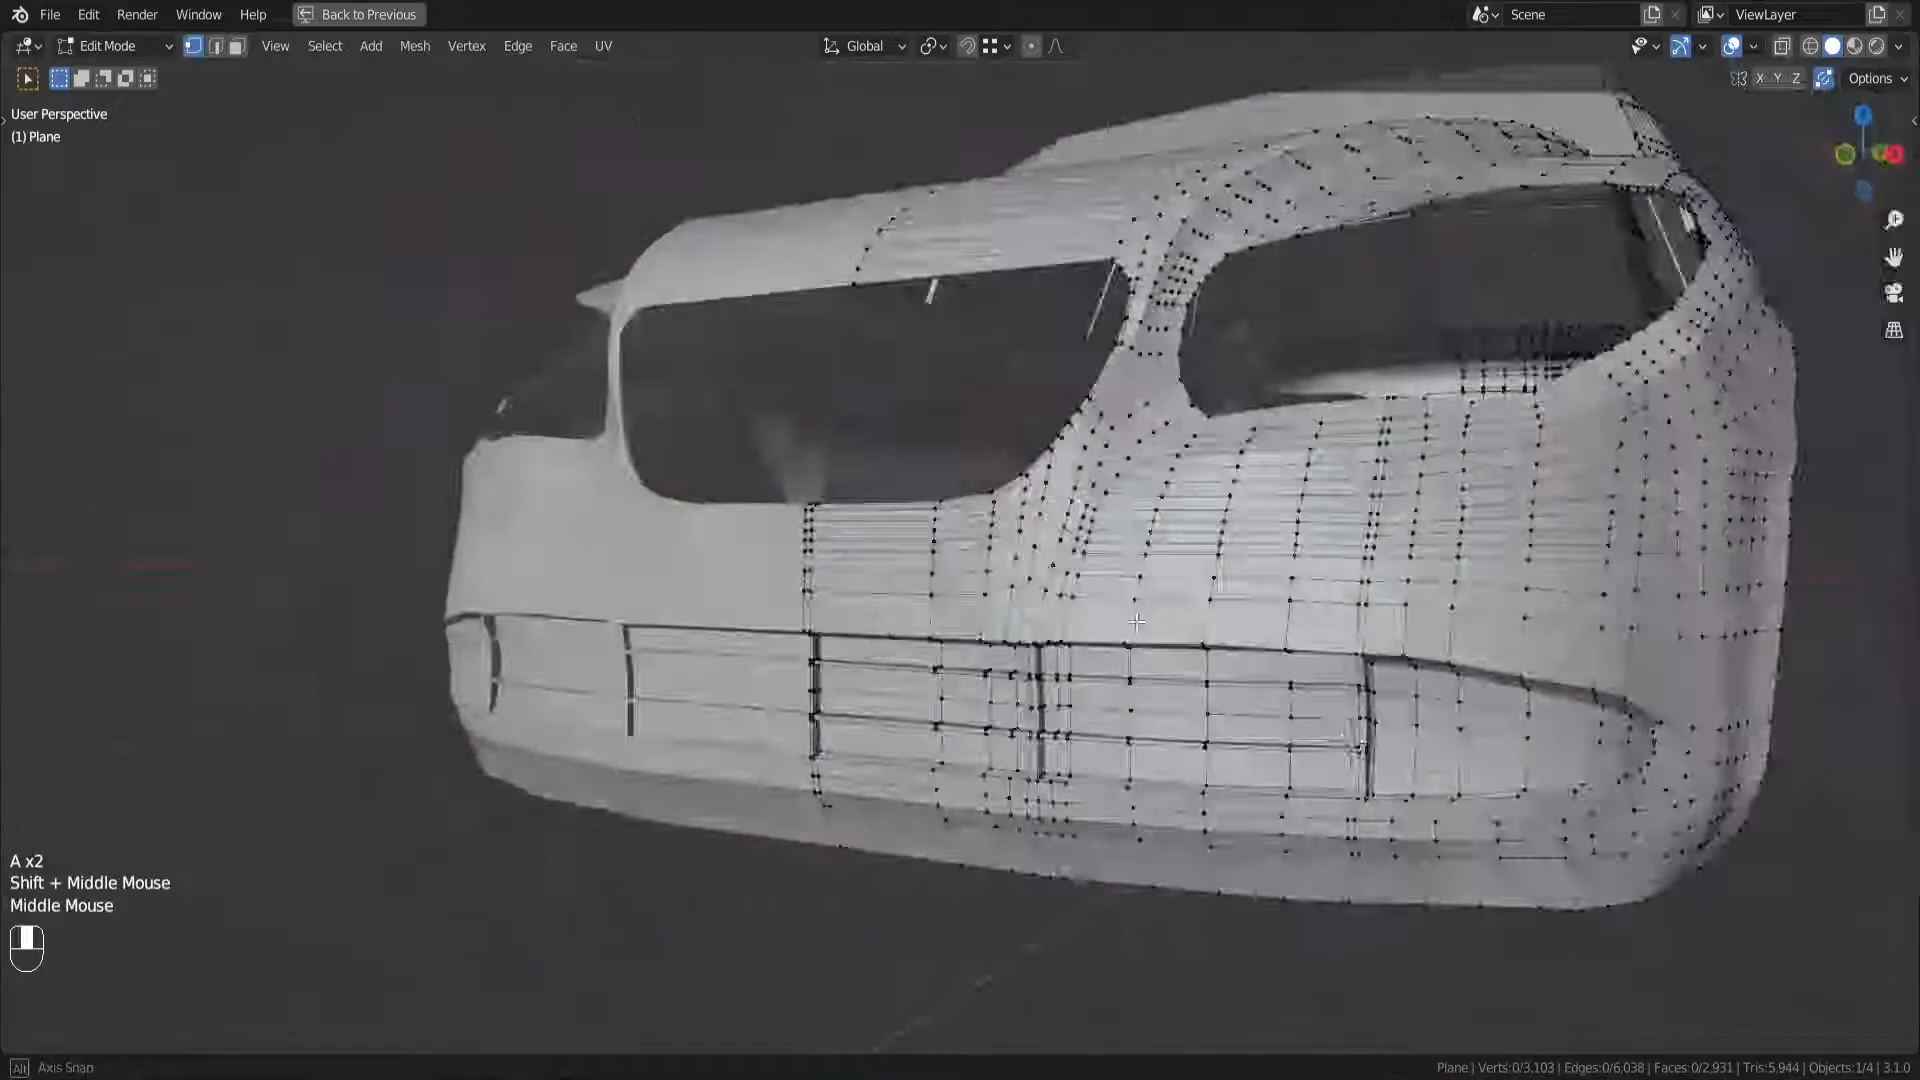 File Edit Render Window Help Back to Previous Scene ViewLayer
Edit Mode View Select Add Mesh Vertex Edge Face UV Global
X Y Z Options
User Perspective
(1) Plane
A x2
Shift + Middle Mouse
Middle Mouse
Alt Axis Snap Plane | Verts:0/3,103 | Edges:0/6,038 | Faces:0/2,931 | Tris:5,944 | Objects:1/4 | 3.1.0